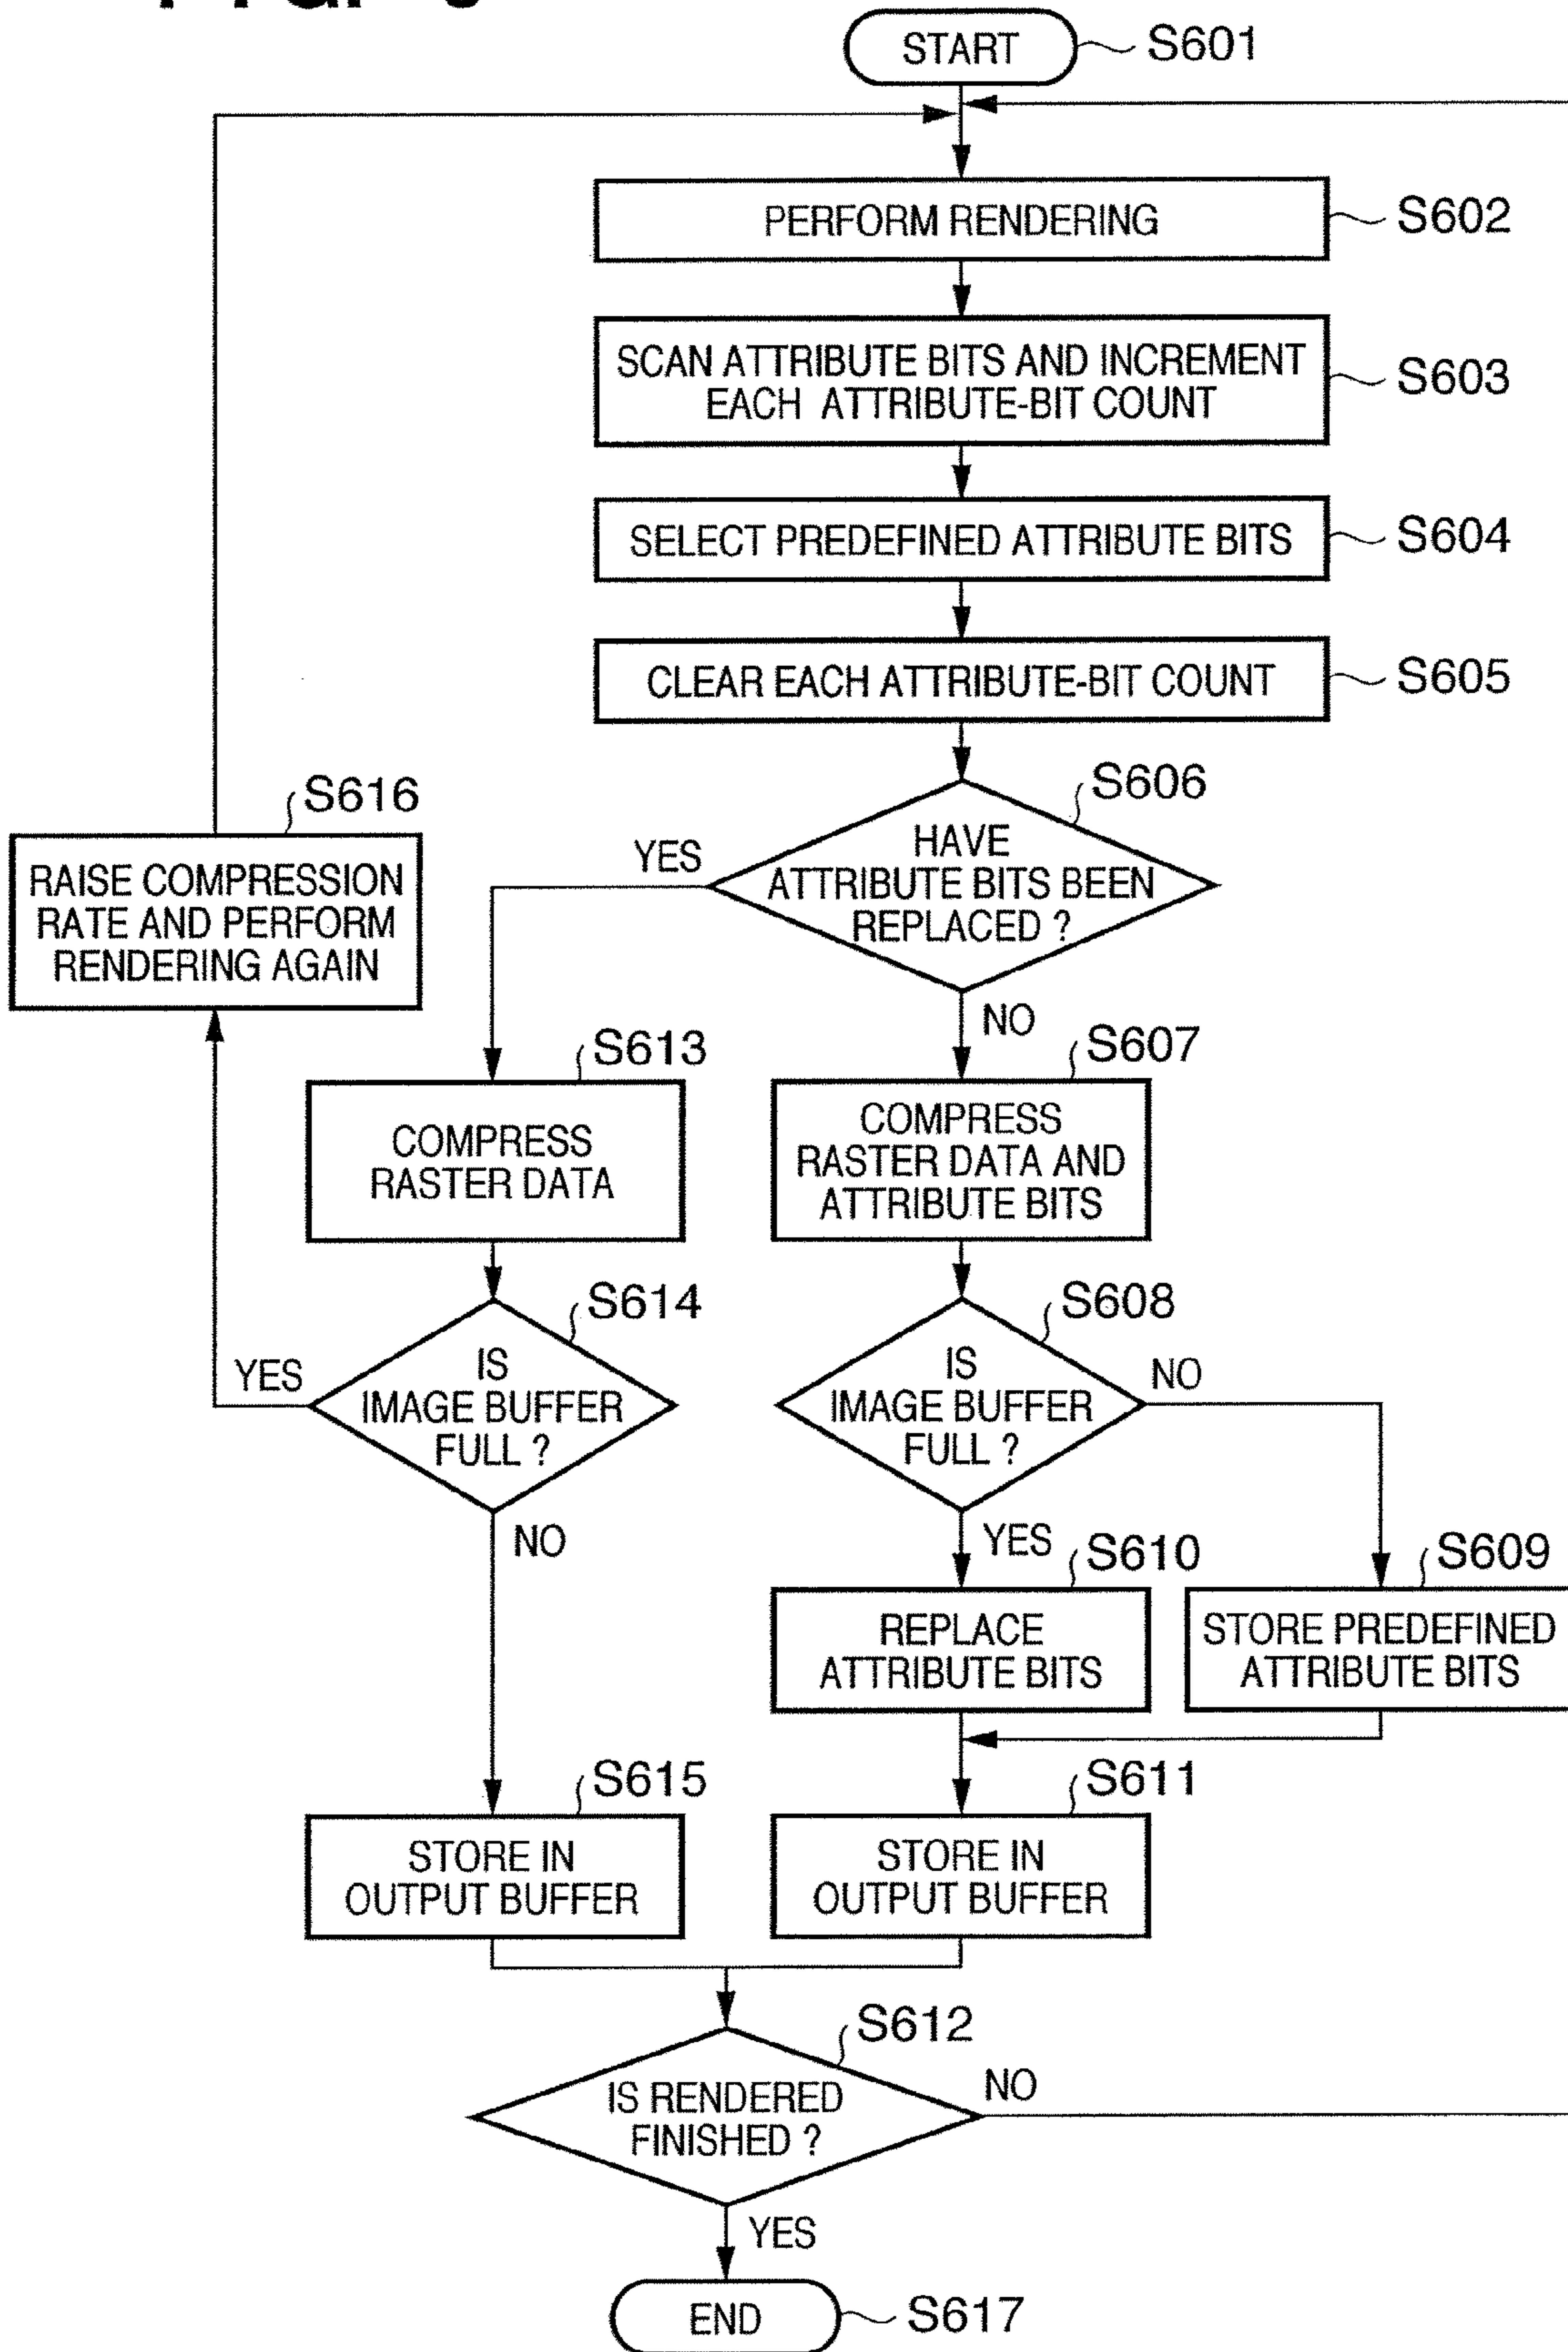 START
S601
PERFORM RENDERING
S602
SCAN ATTRIBUTE BITS AND INCREMENT
EACH ATTRIBUTE-BIT COUNT
S603
SELECT PREDEFINED ATTRIBUTE BITS
S604
CLEAR EACH ATTRIBUTE-BIT COUNT
S605
S606
HAVE
ATTRIBUTE BITS BEEN
REPLACED ?
YES
NO
S616
RAISE COMPRESSION
RATE AND PERFORM
RENDERING AGAIN
S613
COMPRESS
RASTER DATA
S607
COMPRESS
RASTER DATA AND
ATTRIBUTE BITS
S614
IS
IMAGE BUFFER
FULL ?
YES
NO
S608
IS
IMAGE BUFFER
FULL ?
NO
YES
S610
REPLACE
ATTRIBUTE BITS
S609
STORE PREDEFINED
ATTRIBUTE BITS
S615
STORE IN
OUTPUT BUFFER
S611
STORE IN
OUTPUT BUFFER
S612
IS RENDERED
FINISHED ?
NO
YES
END
S617